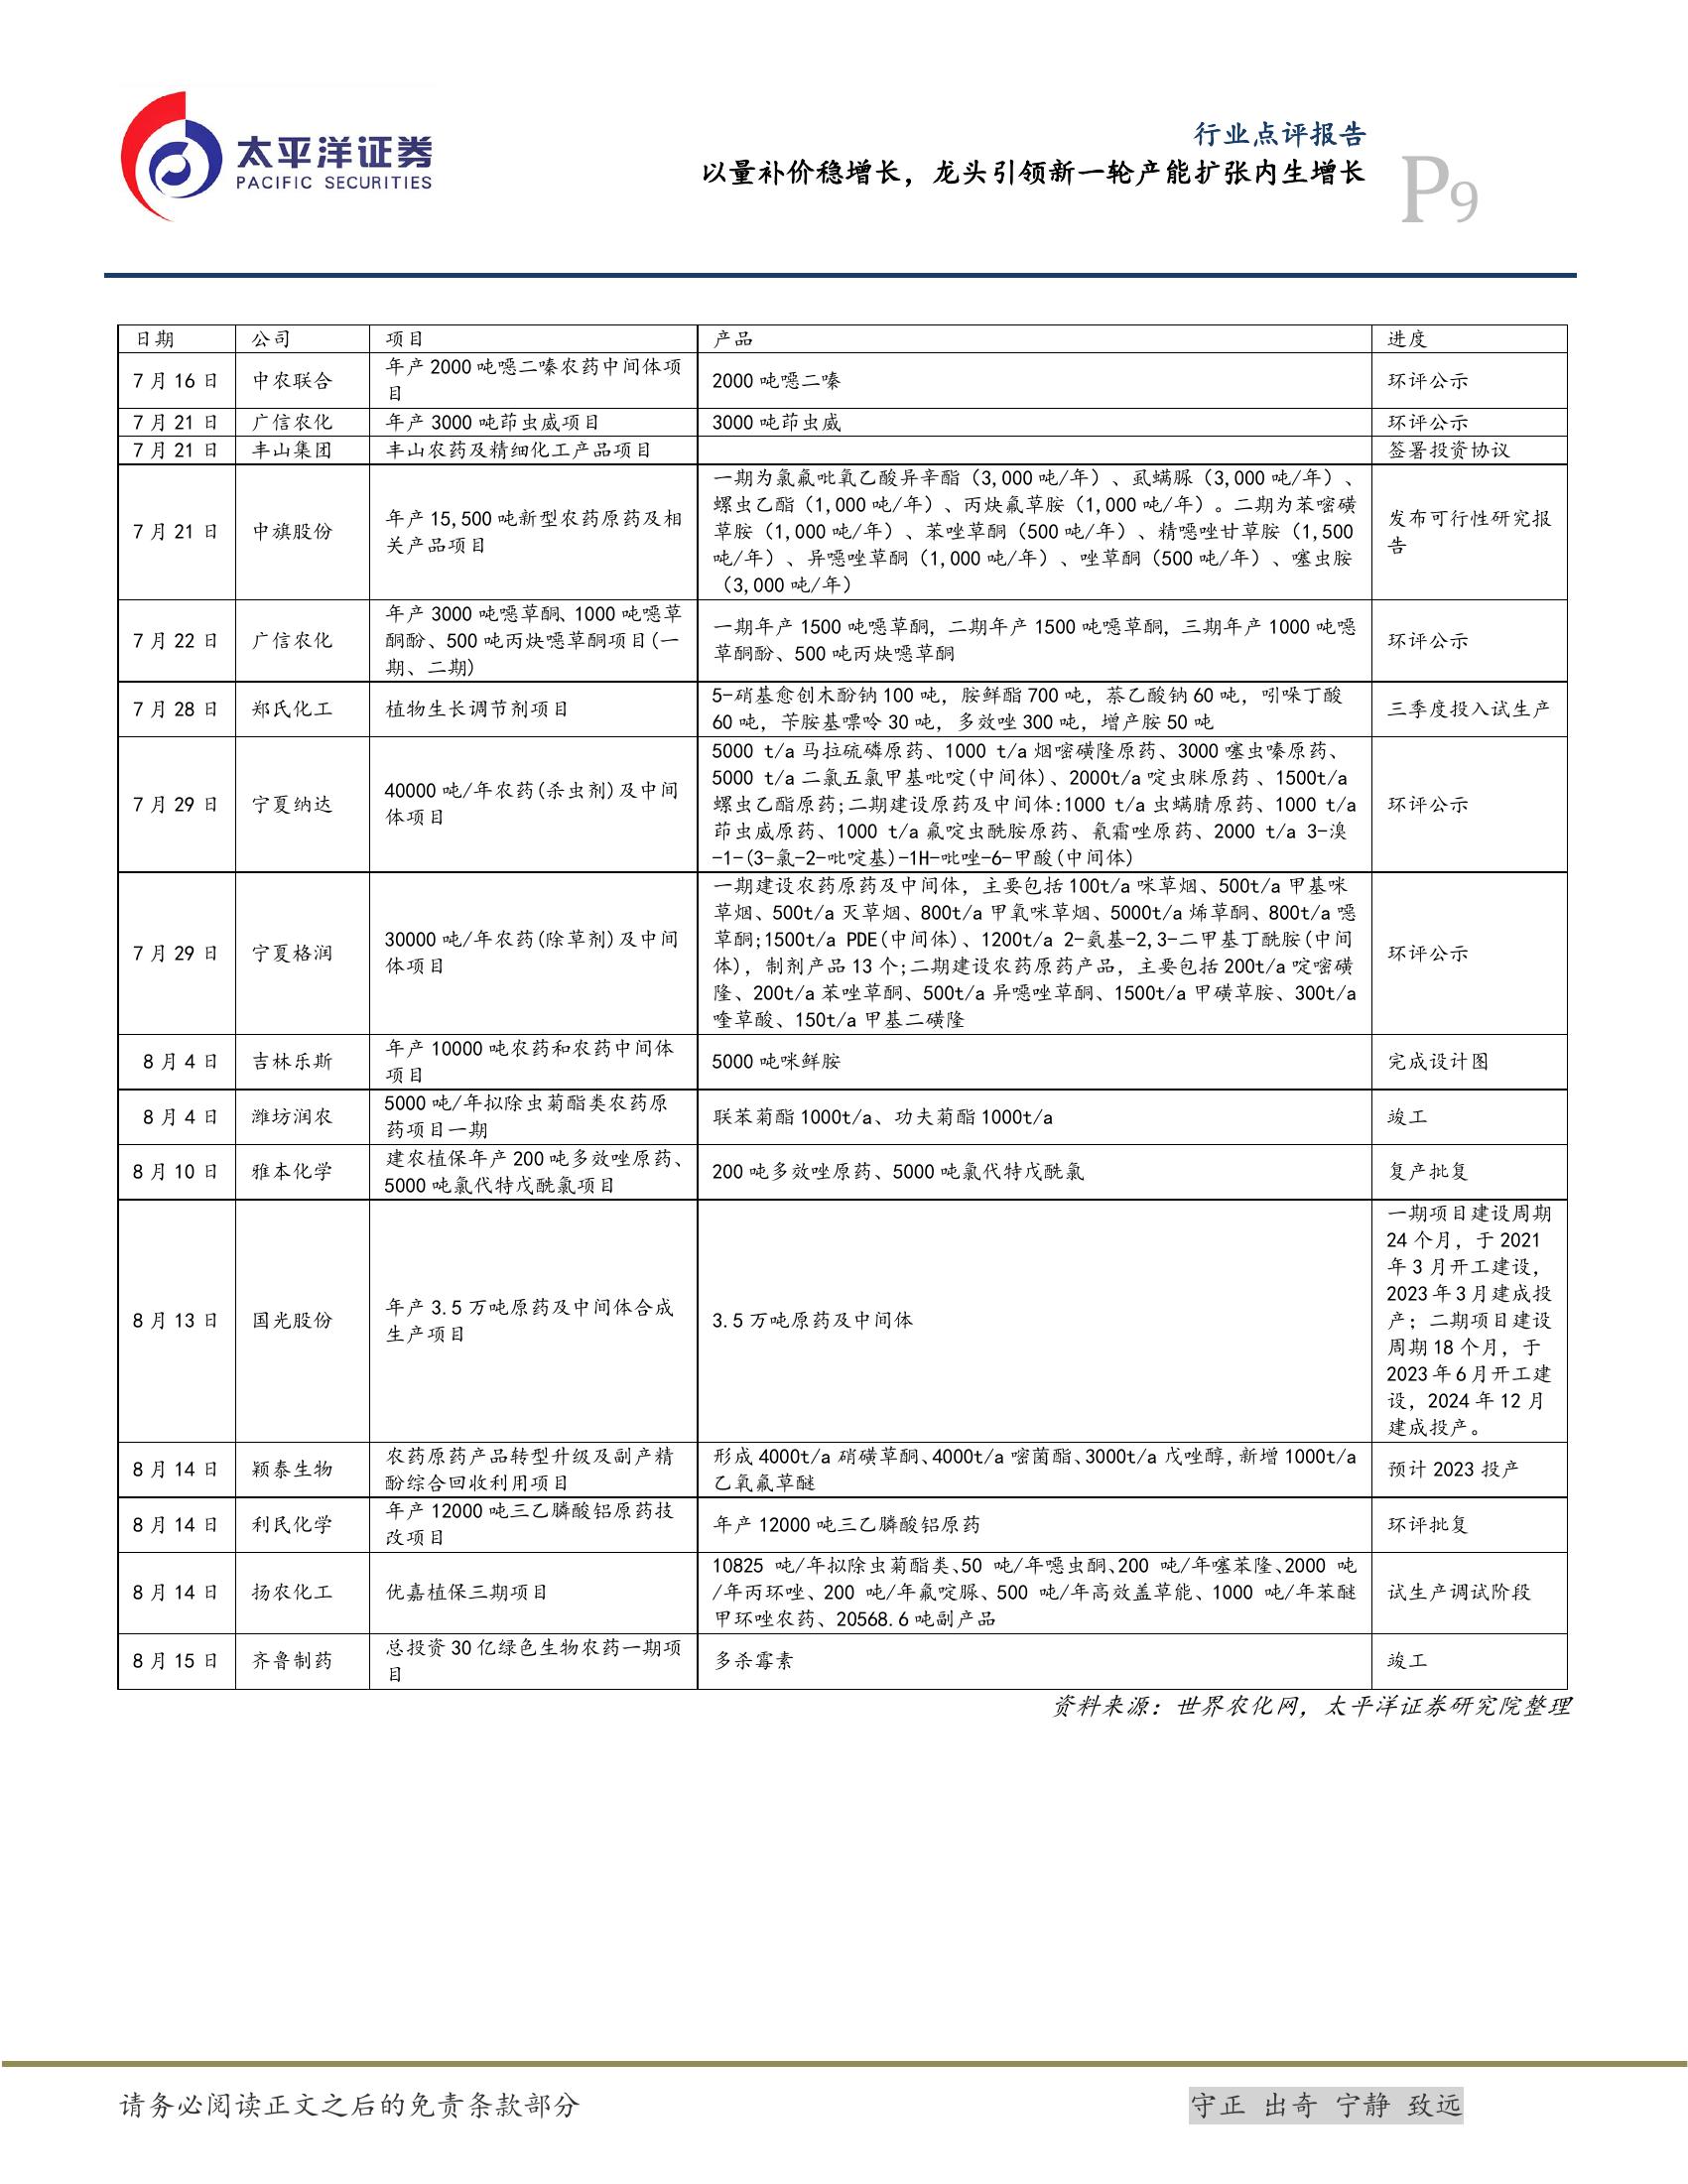 太平洋证券
PACIFIC SECURITIES
行业点评报告
以量补价稳增长，龙头引领新一轮产能扩张内生增长
P9
日期 公司 项目 产品 进度
7月16日 中农联合 年产2000吨噁二嗪农药中间体项
目
2000吨噁二嗪 环评公示
7月21日 广信农化 年产3000吨茚虫威项目 3000吨茚虫威 环评公示
7月21日 丰山集团 丰山农药及精细化工产品项目 签署投资协议
7月21日 中旗股份 年产15,500吨新型农药原药及相
关产品项目
一期为氯氟吡氧乙酸异辛酯（3,000吨/年）、虱螨脲（3,000吨/年）、
螺虫乙酯（1,000吨/年）、丙炔氟草胺（1,000吨/年）。二期为苯嘧磺
草胺（1,000吨/年）、苯唑草酮（500吨/年）、精噁唑甘草胺（1,500
吨/年）、异噁唑草酮（1,000吨/年）、唑草酮（500吨/年）、噻虫胺
（3,000吨/年）
发布可行性研究报
告
7月22日 广信农化 年产3000吨噁草酮、1000吨噁草
酮酚、500吨丙炔噁草酮项目(一
期、二期)
一期年产1500吨噁草酮，二期年产1500吨噁草酮，三期年产1000吨噁
草酮酚、500吨丙炔噁草酮
环评公示
7月28日 郑氏化工 植物生长调节剂项目
5-硝基愈创木酚钠100吨，胺鲜酯700吨，萘乙酸钠60吨，吲哚丁酸
60吨，苄胺基嘌呤30吨，多效唑300吨，增产胺50吨
三季度投入试生产
7月29日 宁夏纳达 40000吨/年农药(杀虫剂)及中间
体项目
5000 t/a马拉硫磷原药、1000 t/a烟嘧磺隆原药、3000噻虫嗪原药、
5000 t/a二氯五氯甲基吡啶(中间体)、2000t/a啶虫脒原药、1500t/a
螺虫乙酯原药;二期建设原药及中间体:1000 t/a虫螨腈原药、1000 t/a
茚虫威原药、1000 t/a氟啶虫酰胺原药、氰霜唑原药、2000 t/a 3-溴
-1-(3-氯-2-吡啶基)-1H-吡唑-6-甲酸(中间体)
环评公示
7月29日 宁夏格润 30000吨/年农药(除草剂)及中间
体项目
一期建设农药原药及中间体，主要包括100t/a咪草烟、500t/a甲基咪
草烟、500t/a灭草烟、800t/a甲氧咪草烟、5000t/a烯草酮、800t/a噁
草酮;1500t/a PDE(中间体)、1200t/a 2-氨基-2,3-二甲基丁酰胺(中间
体)，制剂产品13个;二期建设农药原药产品，主要包括200t/a啶嘧磺
隆、200t/a苯唑草酮、500t/a异噁唑草酮、1500t/a甲磺草胺、300t/a
喹草酸、150t/a甲基二磺隆
环评公示
8月4日 吉林乐斯 年产10000吨农药和农药中间体
项目
5000吨咪鲜胺 完成设计图
8月4日 潍坊润农 5000吨/年拟除虫菊酯类农药原
药项目一期
联苯菊酯1000t/a、功夫菊酯1000t/a 竣工
8月10日 雅本化学 建农植保年产200吨多效唑原药、
5000吨氯代特戊酰氯项目
200吨多效唑原药、5000吨氯代特戊酰氯 复产批复
8月13日 国光股份 年产3.5万吨原药及中间体合成
生产项目
3.5万吨原药及中间体
一期项目建设周期
24个月，于2021
年3月开工建设，
2023年3月建成投
产；二期项目建设
周期18个月，于
2023年6月开工建
设，2024年12月
建成投产。
8月14日 颖泰生物 农药原药产品转型升级及副产精
酚综合回收利用项目
形成4000t/a硝磺草酮、4000t/a嘧菌酯、3000t/a戊唑醇，新增1000t/a
乙氧氟草醚
预计2023投产
8月14日 利民化学 年产12000吨三乙膦酸铝原药技
改项目
年产12000吨三乙膦酸铝原药 环评批复
8月14日 扬农化工 优嘉植保三期项目
10825 吨/年拟除虫菊酯类、50 吨/年噁虫酮、200 吨/年噻苯隆、2000 吨
/年丙环唑、200 吨/年氟啶脲、500 吨/年高效盖草能、1000 吨/年苯醚
甲环唑农药、20568.6吨副产品
试生产调试阶段
8月15日 齐鲁制药 总投资30亿绿色生物农药一期项
目
多杀霉素 竣工
资料来源：世界农化网，太平洋证券研究院整理
请务必阅读正文之后的免责条款部分
守正 出奇 宁静 致远